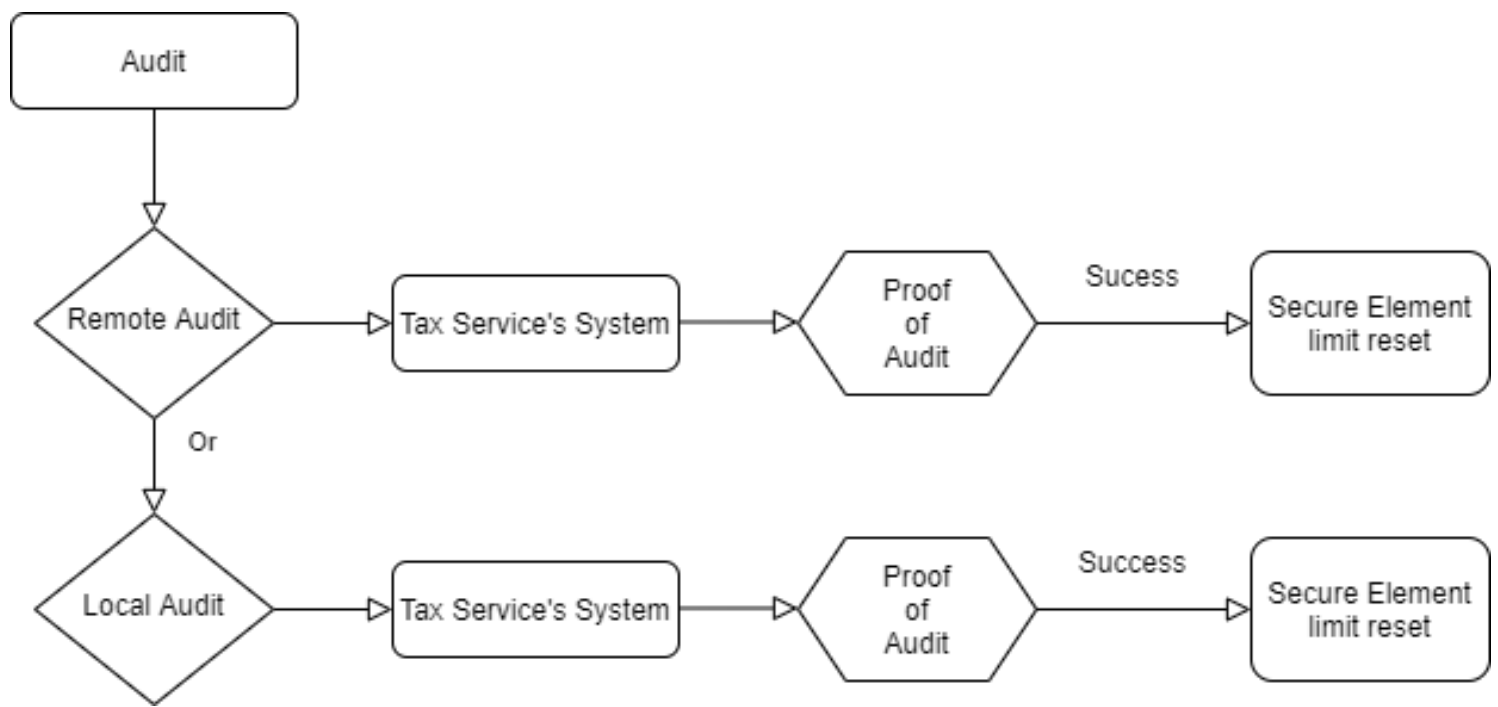 Audit
Remote Audit
Tax Service's System
Proof
of
Audit
Sucess
Secure Element
limit reset
Or
Local Audit
Tax Service's System
Proof
of
Audit
Success
Secure Element
limit reset